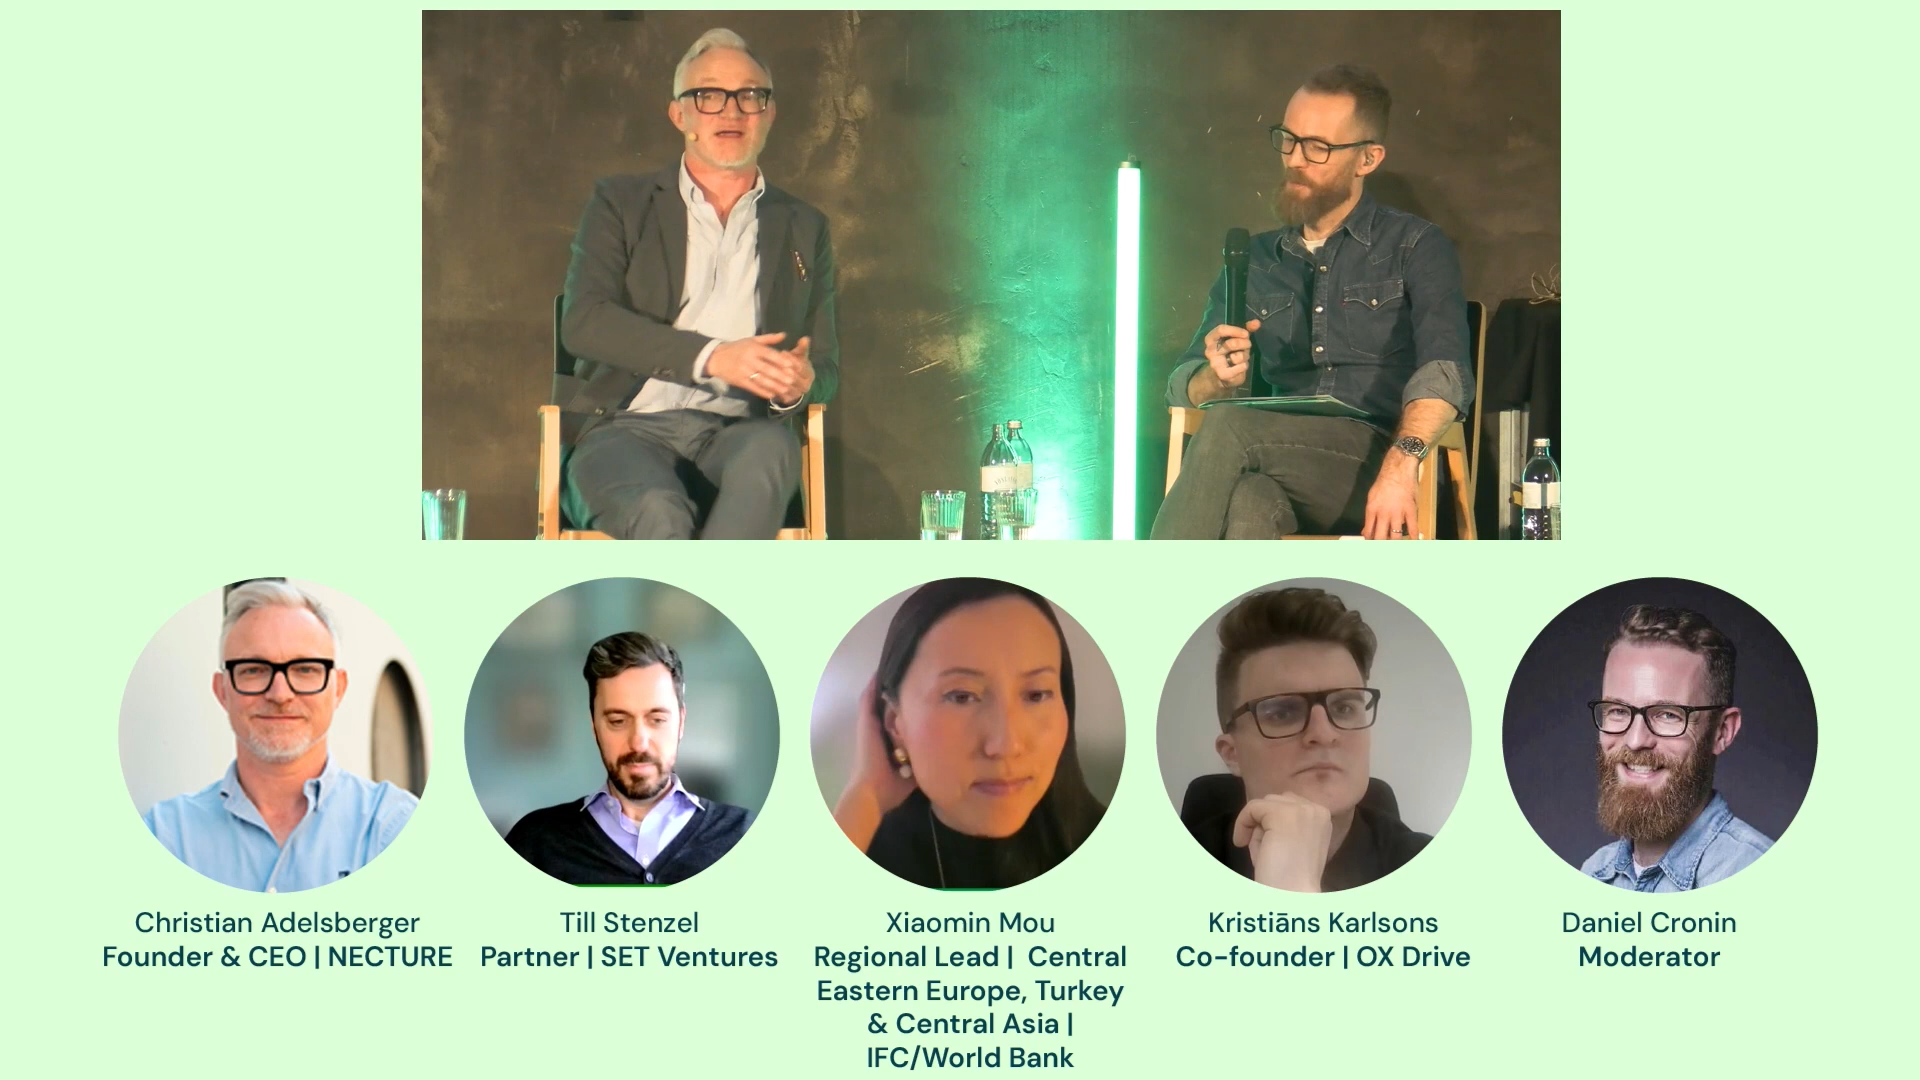 Christian Adelsberger
Founder & CEO | NECTURE
Till Stenzel
Partner | SET Ventures
Xiaomin Mou
Regional Lead | Central
Eastern Europe, Turkey
& Central Asia |
IFC/World Bank
Kristiāns Karlsons
Co-founder | OX Drive
Daniel Cronin
Moderator